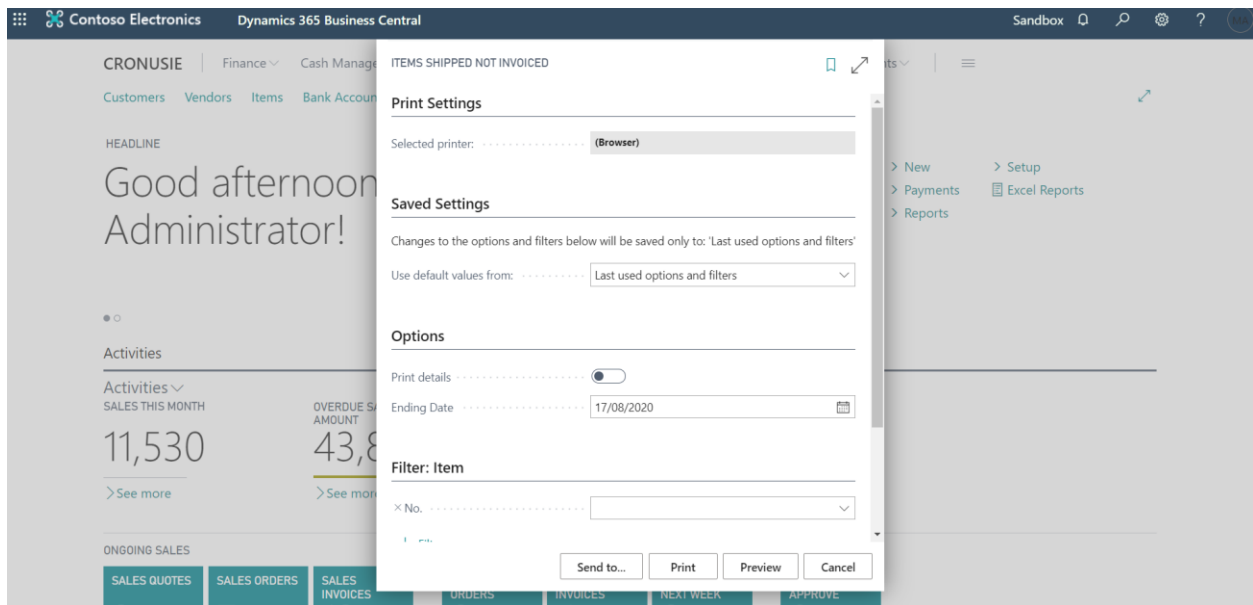 Contoso Electronics Dynamics 365 Business Central Sandbox ?
CRONUSIE Finance Cash Manage
Customers Vendors Items Bank Accoun
HEADLINE
Good afternoon
Administrator!
> New > Setup
> Payments Excel Reports
> Reports
Activities
Activities
SALES THIS MONTH OVERDUE SA
AMOUNT
11,530 43,8
>See more >See mor
ONGOING SALES
SALES QUOTES SALES ORDERS SALES
INVOICES ORDERS INVOICES NEXT WEEK APPROVE
ITEMS SHIPPED NOT INVOICED
Print Settings
Selected printer: (Browser)
Saved Settings
Changes to the options and filters below will be saved only to: 'Last used options and filters'
Use default values from: Last used options and filters
Options
Print details
Ending Date 17/08/2020
Filter: Item
× No.
Send to... Print Preview Cancel